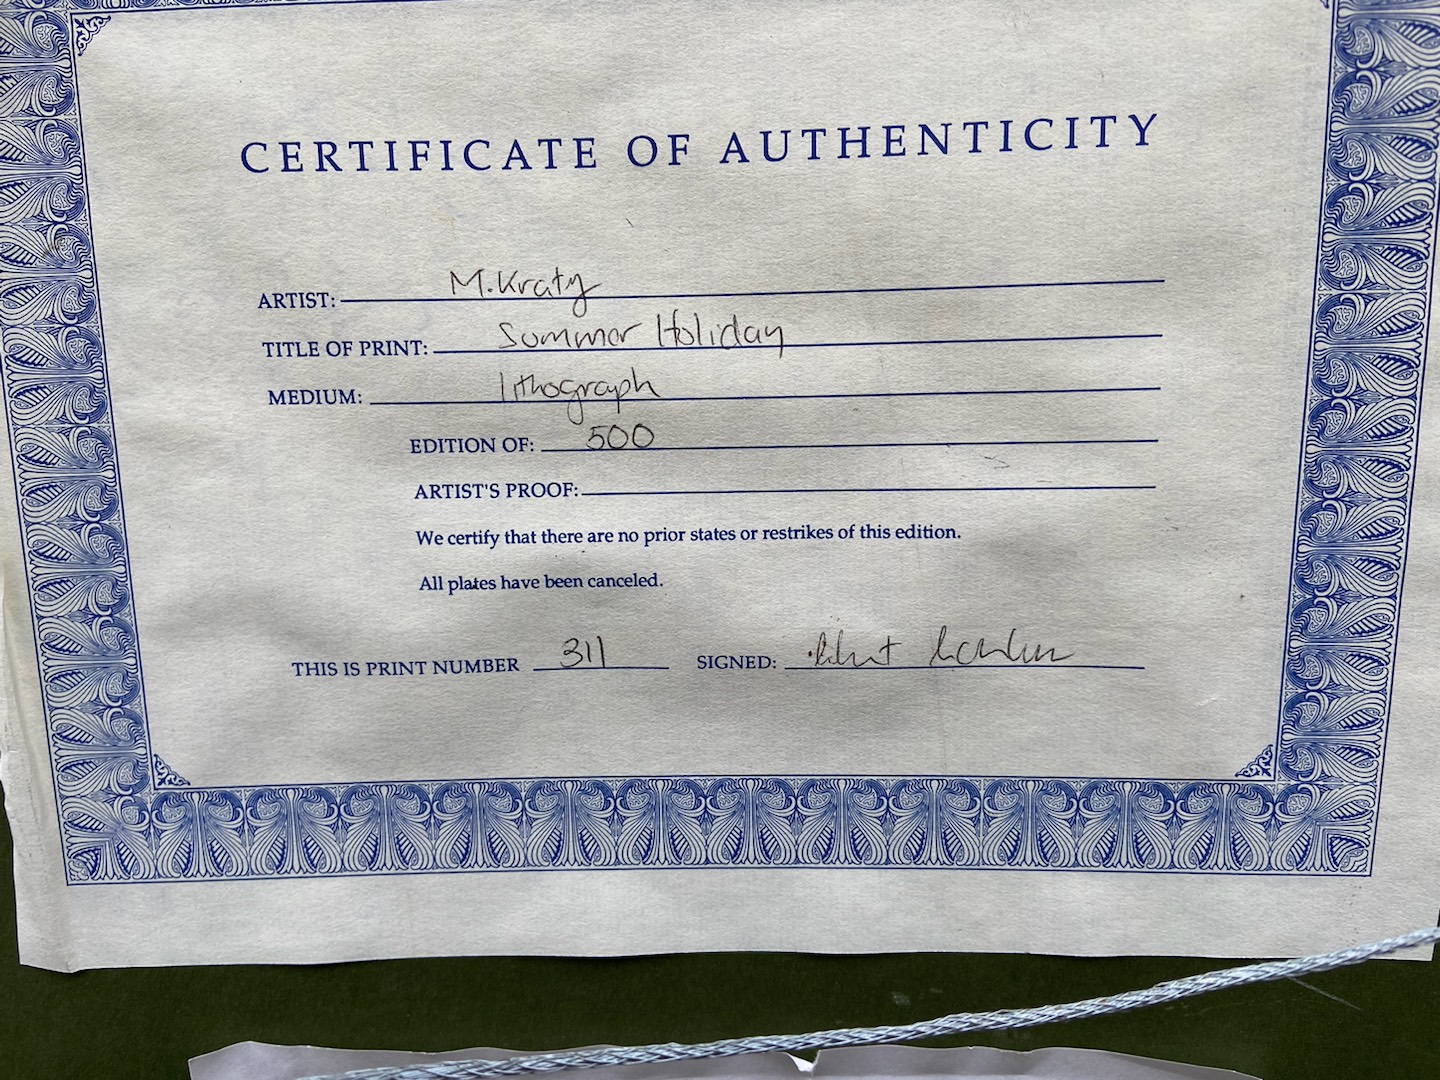 CERTIFICATE OF AUTHENTICITY
ARTIST: M. Kraty
TITLE OF PRINT: Summer Holiday
MEDIUM: lithograph
EDITION OF: 500
ARTIST'S PROOF:
We certify that there are no prior states or restrikes of this edition.
All plates have been canceled.
THIS IS PRINT NUMBER 311 SIGNED: